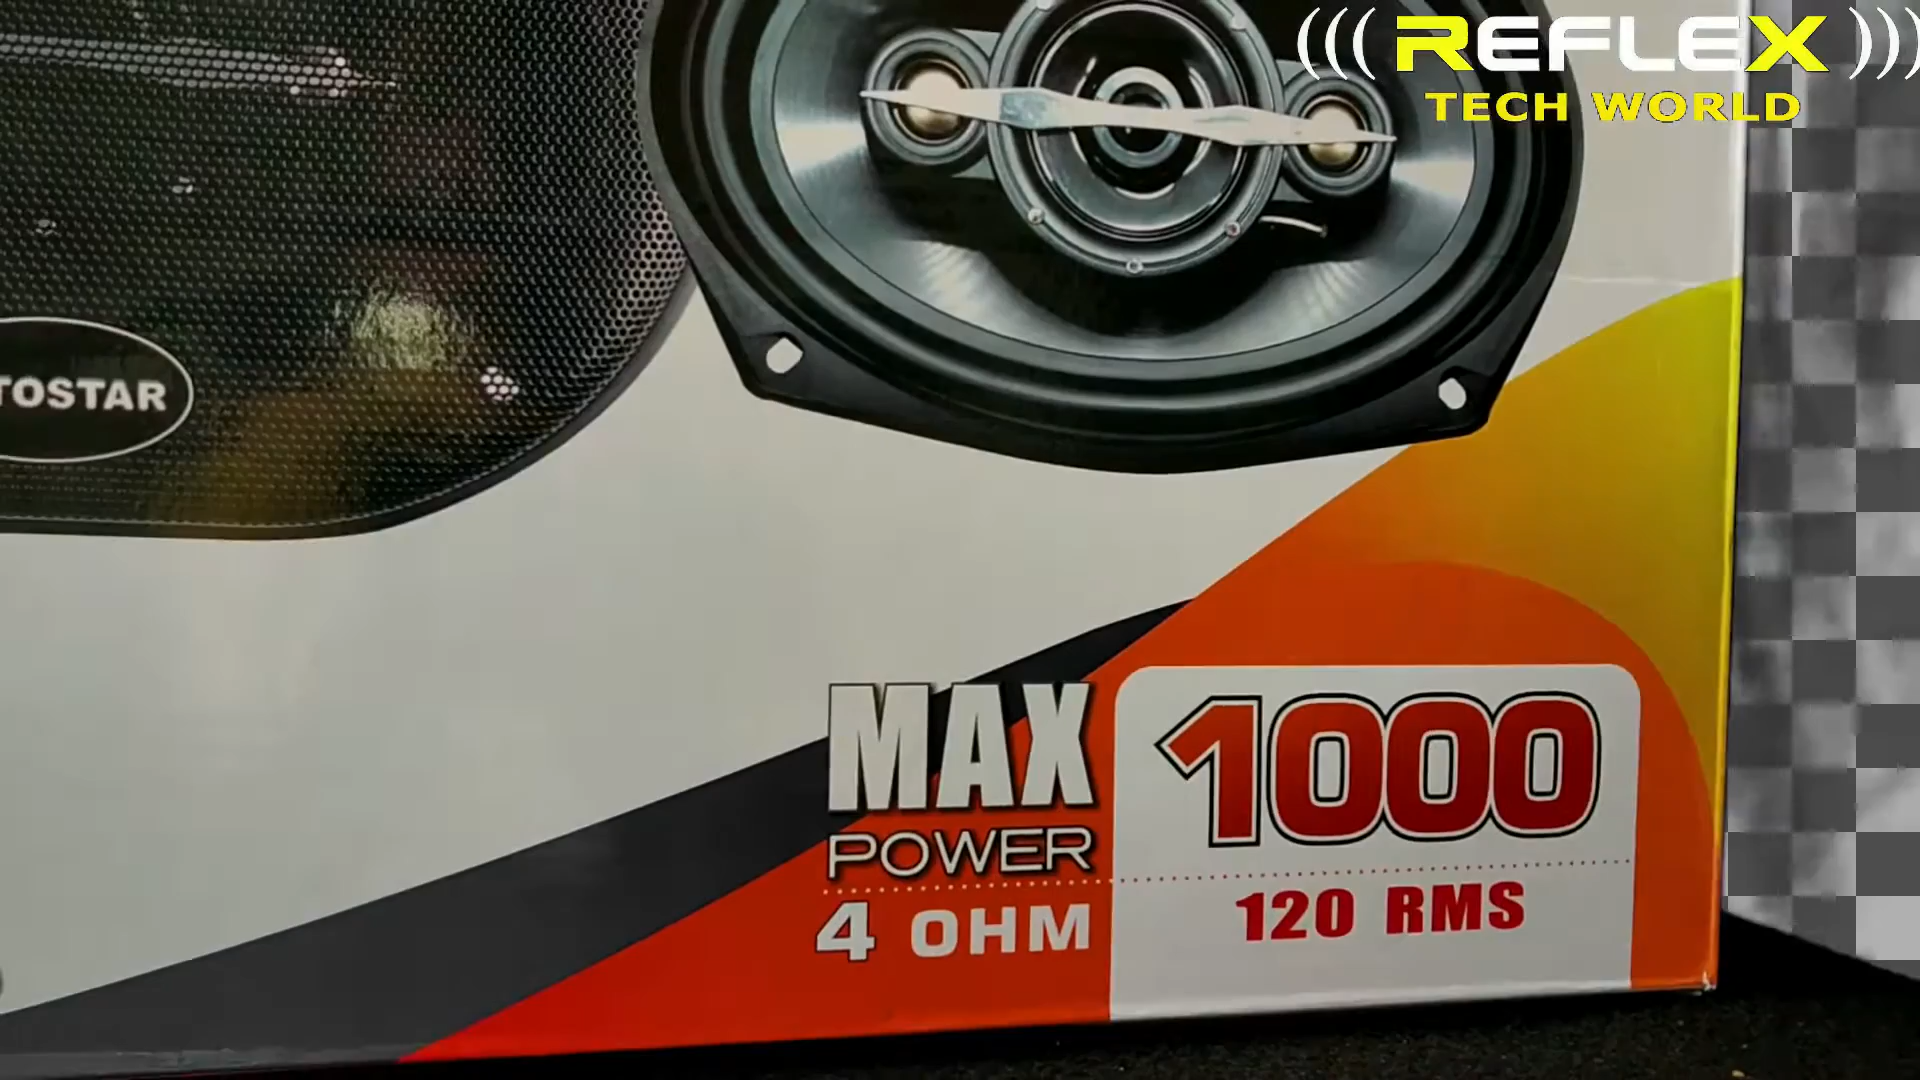 REFLEX
TECH WORLD
TOSTAR
MAX
POWER
1000
4 OHM
120 RMS